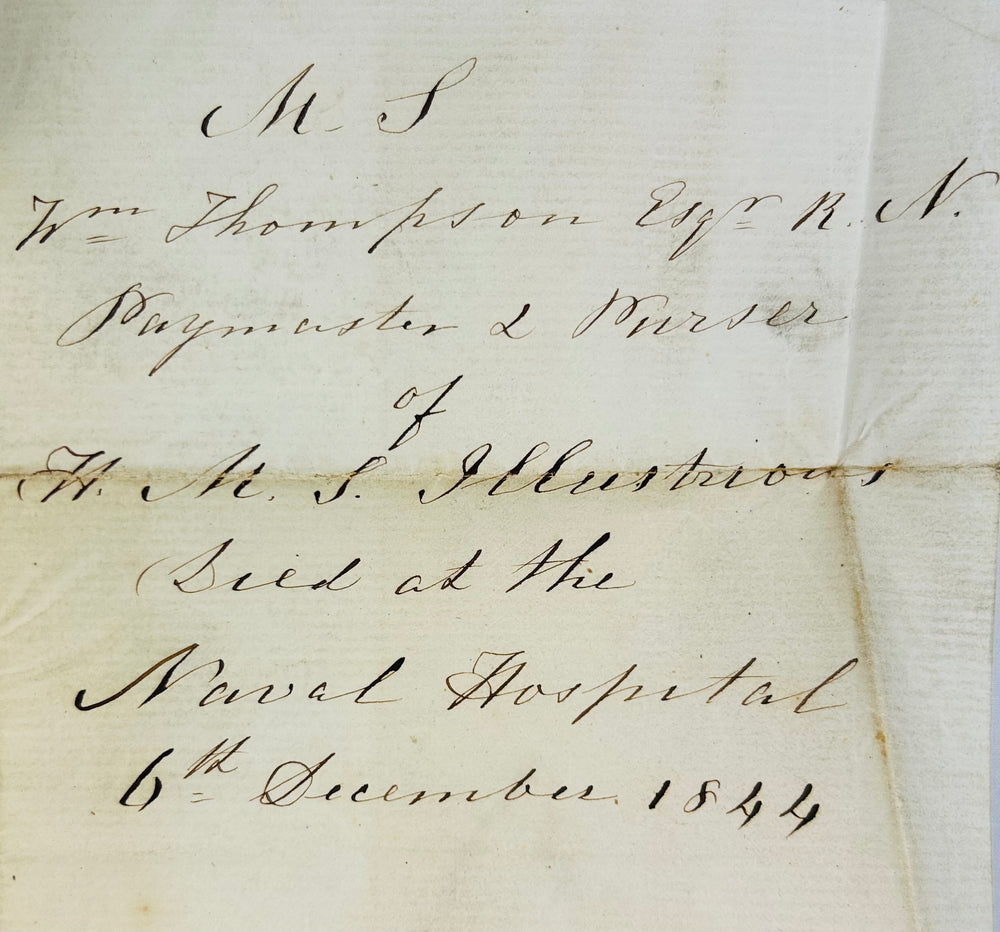 M. S
Wm Thompson Esqr R. N.
Paymaster & Purser
of
H. M. S. Illustrious
Died at the
Naval Hospital
6th December 1844